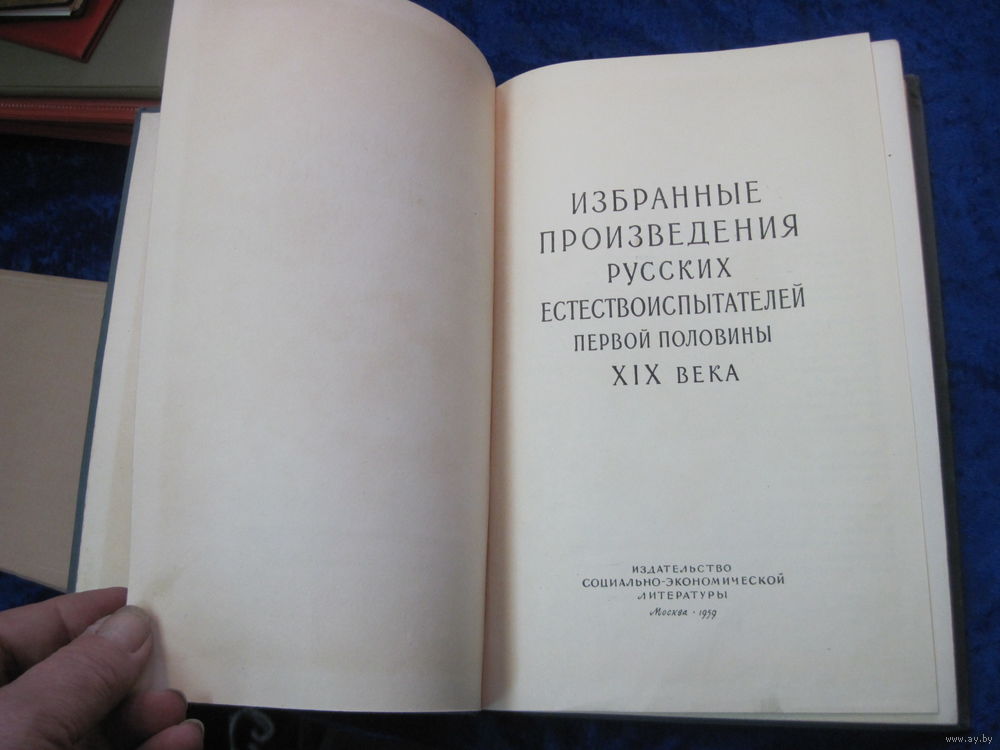 ИЗБРАННЫЕ
ПРОИЗВЕДЕНИЯ
РУССКИХ
ЕСТЕСТВОИСПЫТАТЕЛЕЙ
ПЕРВОЙ ПОЛОВИНЫ
XIX ВЕКА
ИЗДАТЕЛЬСТВО
СОЦИАЛЬНО-ЭКОНОМИЧЕСКОЙ
ЛИТЕРАТУРЫ
Москва · 1959
www.ay.by